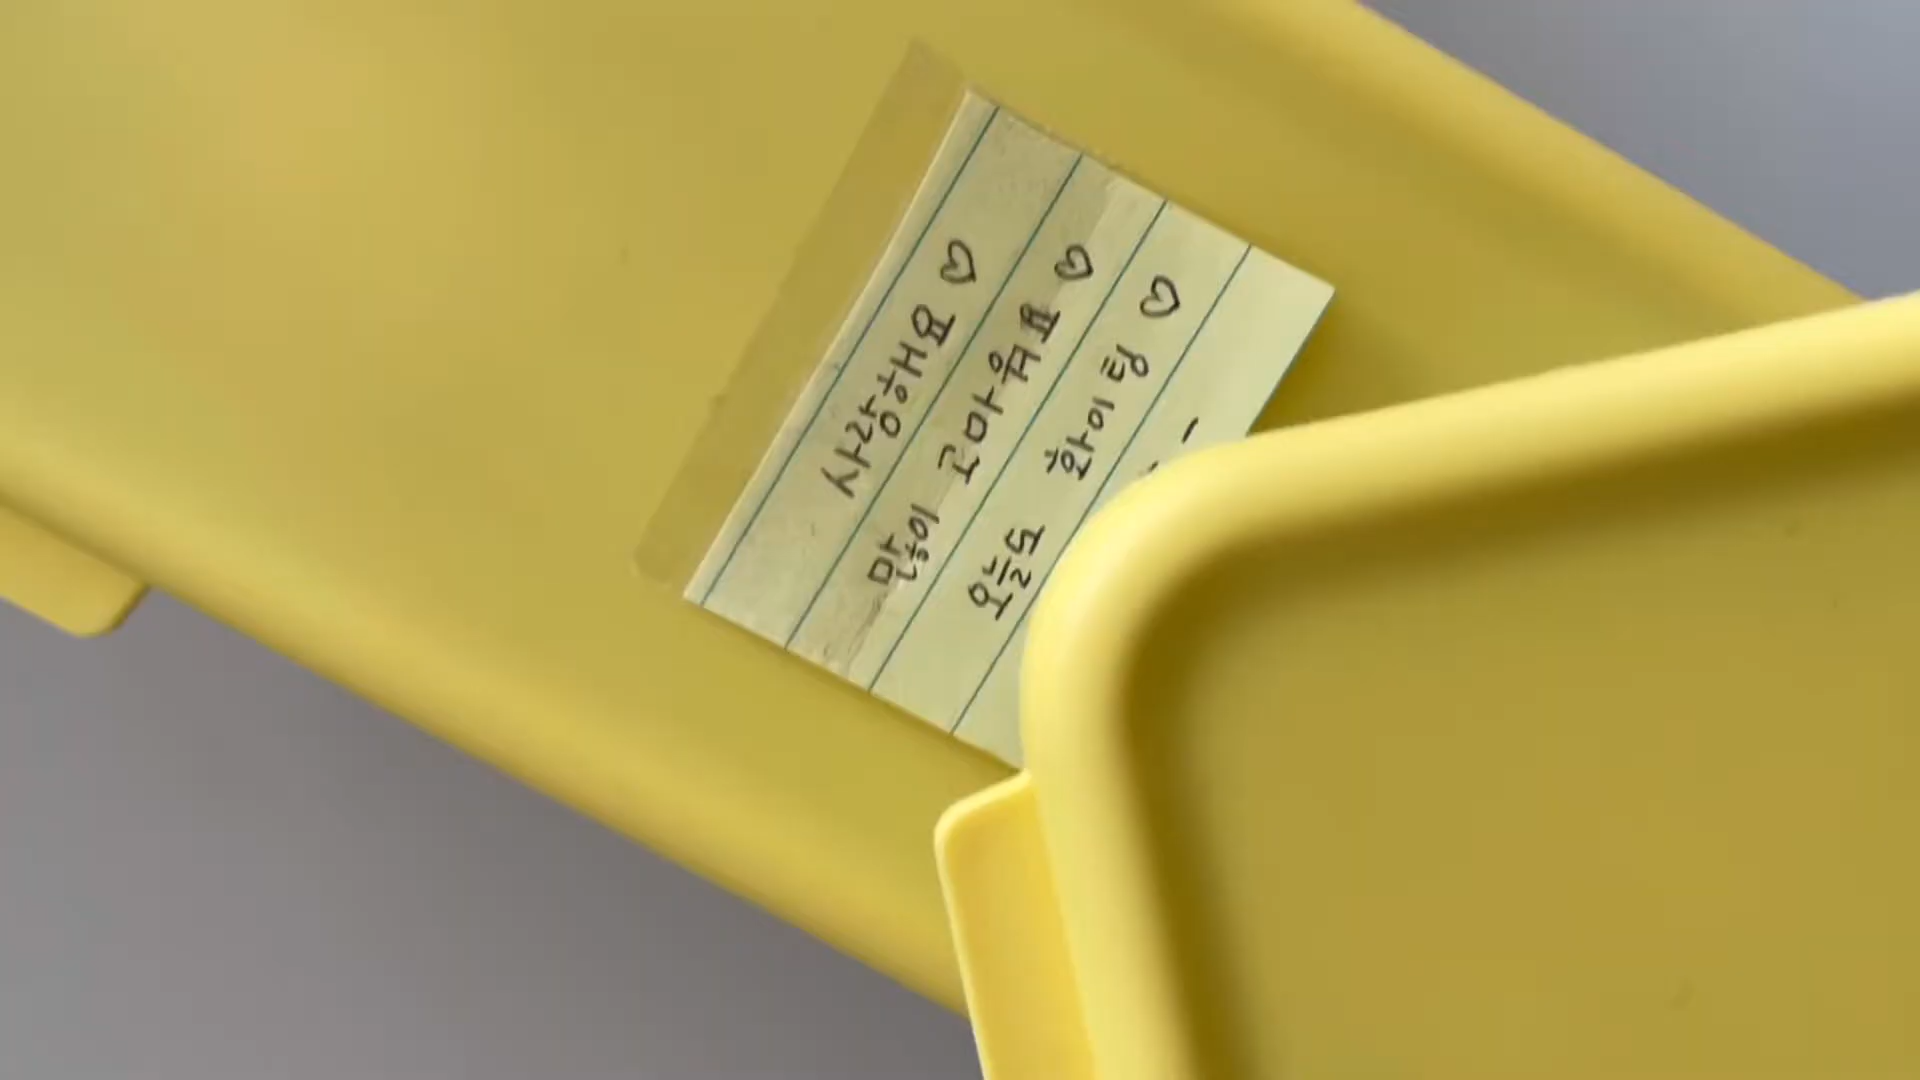 사랑해요 ♡
많이 고마워요 ♡
오늘도 화이팅 ♡